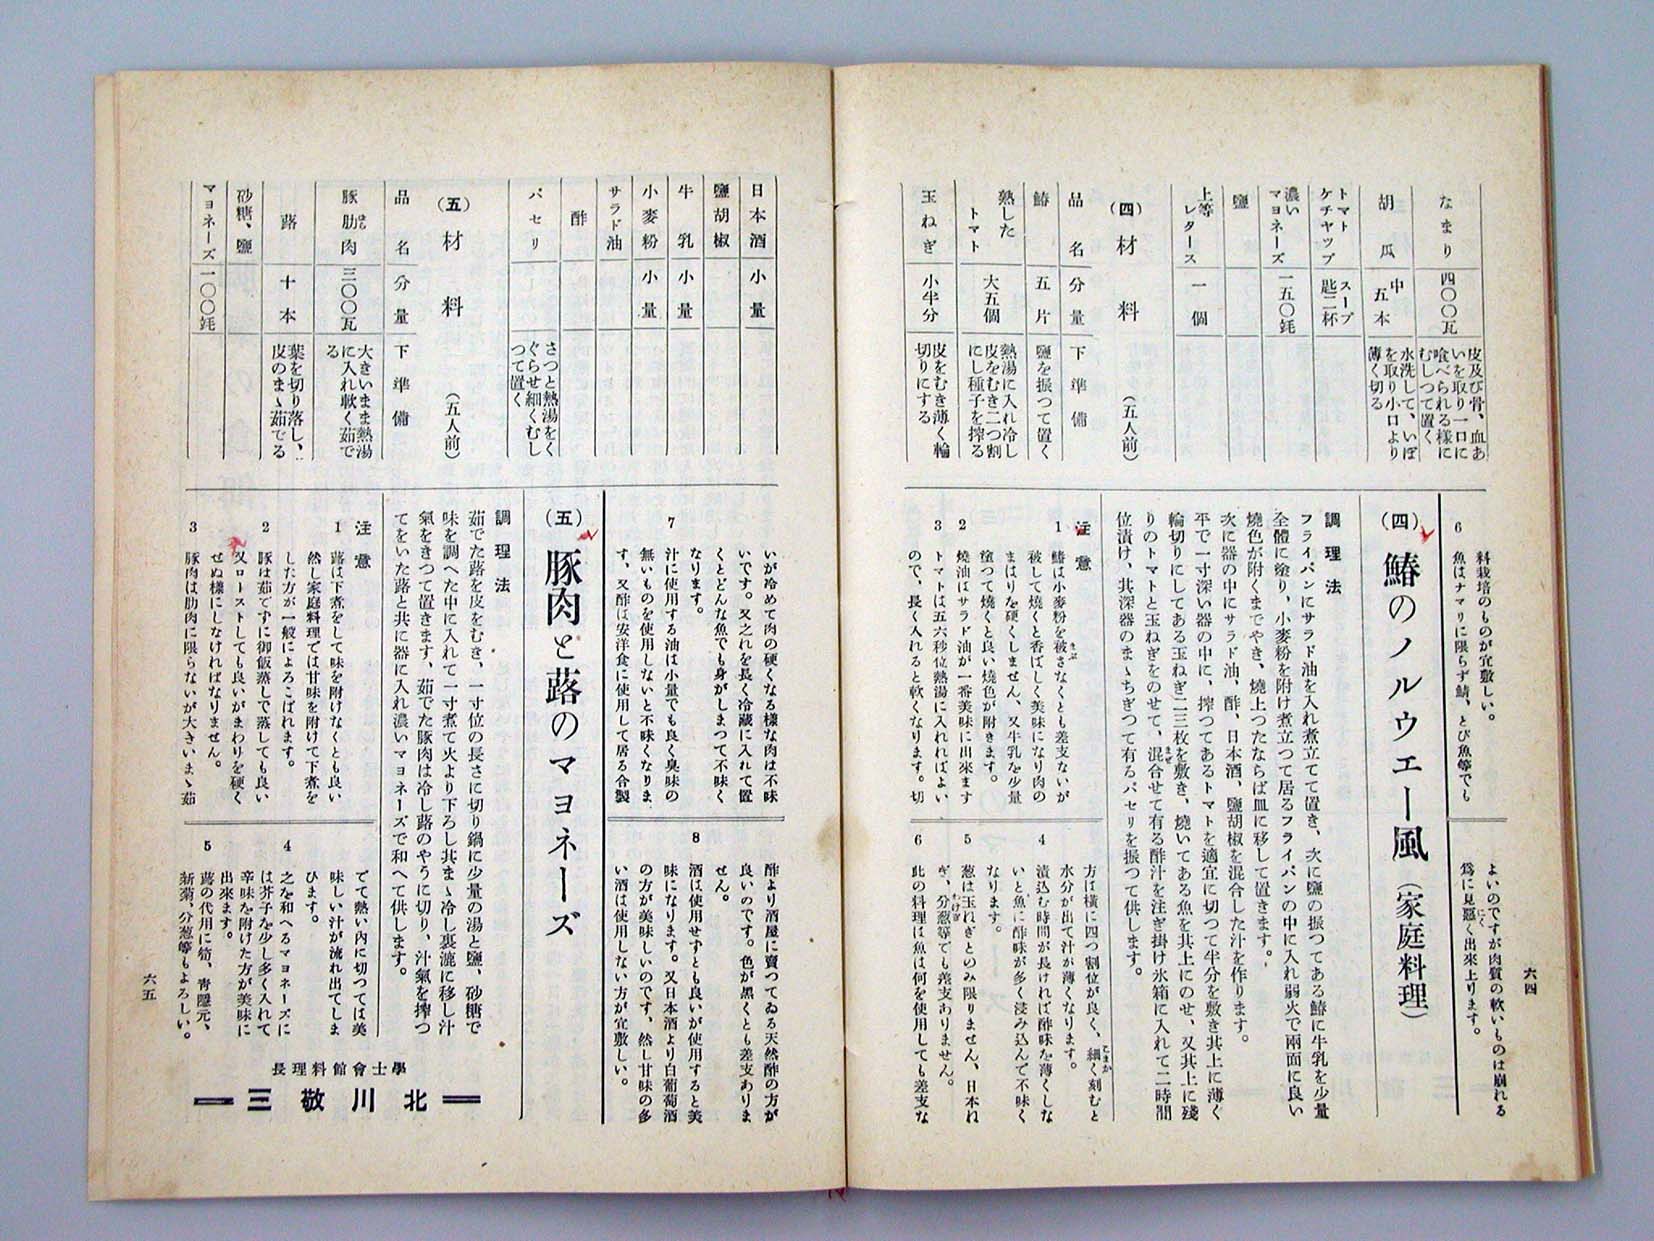 なまり 四〇〇瓦 皮及び骨、血あ
いを取り一口に
喰べられる様に
むしつて置く
胡瓜 中五本 水洗して、いぼ
を取り小口より
薄く切る
トマトケチヤツプ スープ匙二杯
濃いマヨネーズ 一五〇竓
鹽
上等レタース 一個
(四) 材料 (五人前)
品名 分量 下準備
鰆 五片 鹽を振つて置く
熟したトマト 大五個 熱湯に入れ冷し
皮をむき二つ割
にし種子を搾る
玉ねぎ 小半分 皮をむき薄く輪
切りにする
料栽培のものが宜敷しい。
6 魚はナマリに限らず鯖、とび魚等でも
よいのですが肉質の軟いものは崩れる
爲に見惡く出來上ります。
にく
(四) 鰆のノルウエー風 (家庭料理)
調理法
フライパンにサラド油を入れ煮立てて置き、次に鹽の振つてある鰆に牛乳を少量
全體に塗り、小麥粉を附け煮立つて居るフライパンの中に入れ弱火で兩面に良い
燒色が附くまでやき、燒上つたならば皿に移して置きます。
次に器の中にサラド油、酢、日本酒、鹽胡椒を混合した汁を作ります。
平で一寸深い器の中に、搾つてあるトマトを適宜に切つて半分を敷き其上に薄ぐ
輪切りにしてある玉ねぎ二三枚を敷き、燒いてある魚を其上にのせ、又其上に殘
りのトマトと玉ねぎをのせて、混合せて有る酢汁を注ぎ掛け氷箱に入れて二時間
まぜ
位漬け、其深器のまゝちぎつて有るパセリを振つて供します。
注意
1 鰆は小麥粉を被さなくとも差支ないが
かぶ
被して燒くと香ばしく美味になり肉の
まはりを硬くしません、又牛乳を少量
塗つて燒くと良い燒色が附きます。
2 燒油はサラド油が一番美味に出來ます
3 トマトは五六秒位熱湯に入れればよい
ので、長く入れると軟くなります。切
方は橫に四つ割位が良く、細く刻むと
こまか
水分が出て汁が薄くなります。
4 漬込む時間が長ければ酢味を薄くしな
いと魚に酢味が多く浸み込んで不味く
なります。
5 葱は玉ねぎとのみ限りません、日本ね
ぎ、分葱等でも差支ありません。
わけぎ
6 此の料理は魚は何を使用しても差支な
六四
日本酒 小量
鹽胡椒
牛乳 小量
小麥粉 小量
サラド油
酢
パセリ さつと熱湯をく
ぐらせ細くむし
つて置く
(五) 材料 (五人前)
品名 分量 下準備
豚肋肉 三〇〇瓦 大きいまま熱湯
に入れ軟く茹で
る
蕗 十本 葉を切り落し、
皮のまゝ茹でる
砂糖、鹽
マヨネーズ 一〇〇竓
いが冷めて肉の硬くなる樣な肉は不味
いです。又之れを長く冷藏に入れて置
くとどんな魚でも身がしまつて不味く
なります。
7 汁に使用する油は小量でも良く臭味の
無いものを使用しないと不味くなりま
す、又酢は安洋食に使用して居る合製
酢より酒屋に賣つてゐる天然酢の方が
良いのです。色が黑くとも差支ありま
せん。
8 酒は使用せずとも良いが使用すると美
味になります。又日本酒より白葡萄酒
の方が美味しいのです、然し甘味の多
い酒は使用しない方が宜敷しい。
(五) 豚肉と蕗のマヨネーズ
調理法
茹でた蕗を皮をむき、一寸位の長さに切り鍋に少量の湯と鹽、砂糖で
味を調へた中に入れて一寸煮て火より下ろし其まゝ冷し裏漉に移し汁
氣をきつて置きます、茹でた豚肉は冷し蕗のやうに切り、汁氣を搾つ
てをいた蕗と共に器に入れ濃いマヨネーズで和へて供します。
注意
1 蕗は下煮をして味を附けなくとも良い
然し家庭料理では甘味を附けて下煮を
した方が一般によろこばれます。
2 豚は茹でずに御飯蒸しで蒸しても良い
又ローストしても良いがまわりを硬く
せぬ樣にしなければなりません。
3 豚肉は肋肉に限らないが大きいまゝ茹
でて熱い內に切つては美
味しい汁が流れ出てしま
ひます。
4 之を和へるマヨネーズに
は芥子を少し多く入れて
辛味を附けた方が美味に
出來ます。
5 蕗の代用に筍、靑隱元、
新菊、分葱等もよろしい。
學士會館料理長
北川敬三
六五